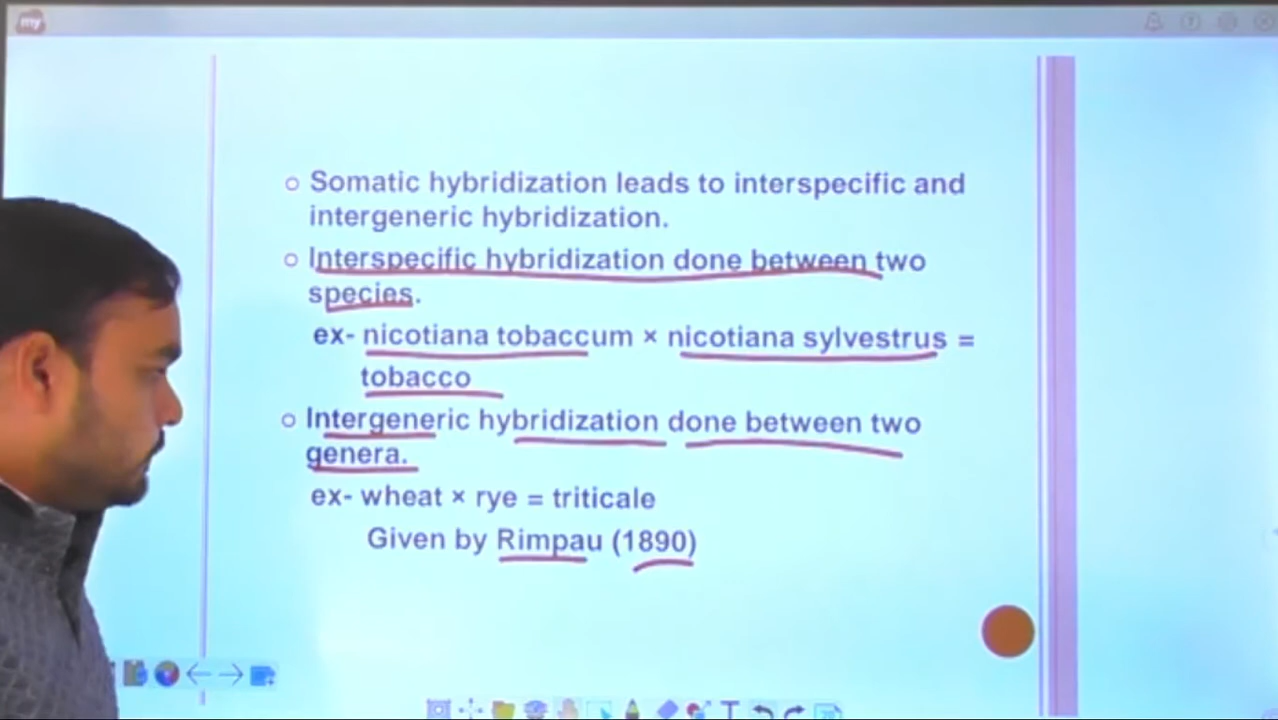 my
Somatic hybridization leads to interspecific and
intergeneric hybridization.
Interspecific hybridization done between two
species.
ex- nicotiana tobaccum × nicotiana sylvestrus =
tobacco
Intergeneric hybridization done between two
genera.
ex- wheat × rye = triticale
Given by Rimpau (1890)